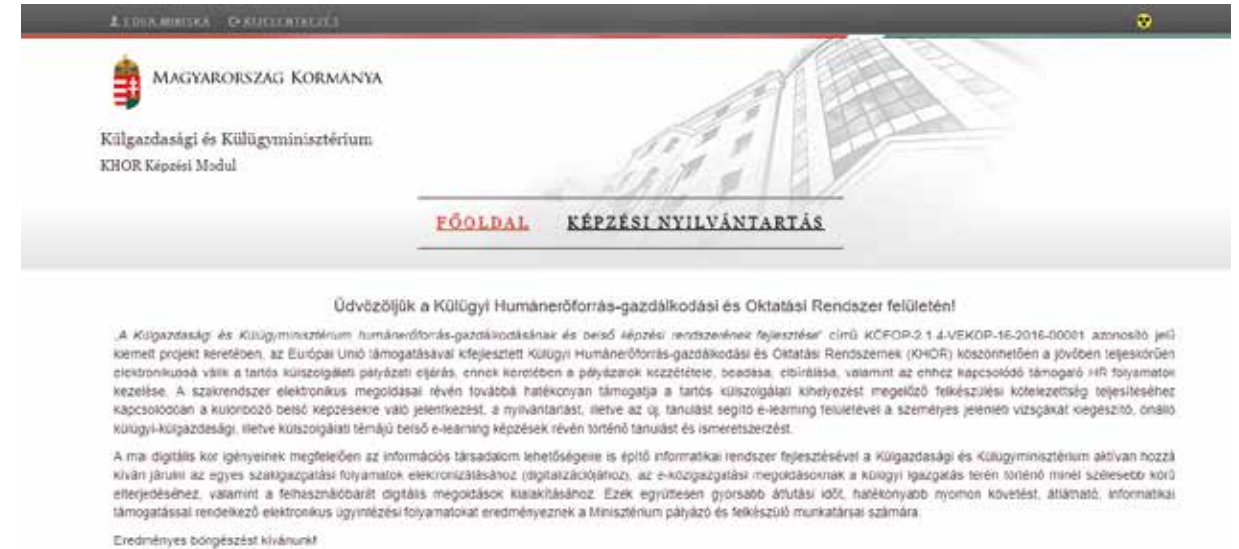 KIJELENTKEZÉS
MAGYARORSZÁG KORMÁNYA
Külgazdasági és Külügyminisztérium
KHOR Képzési Modul
FŐOLDAL KÉPZÉSI NYILVÁNTARTÁS
Üdvözöljük a Külügyi Humánerőforrás-gazdálkodási és Oktatási Rendszer felületén!
„A Külgazdasági és Külügyminisztérium humánerőforrás-gazdálkodásának és belső képzési rendszerének fejlesztése" című KÖFOP-2.1.4-VEKOP-16-2016-00001 azonosító jelű
kiemelt projekt keretében, az Európai Unió támogatásával kifejlesztett Külügyi Humánerőforrás-gazdálkodási és Oktatási Rendszernek (KHOR) köszönhetően a jövőben teljeskörűen
elektronikussá válik a tartós külszolgálati pályázati eljárás, ennek keretében a pályázatok közzététele, beadása, elbírálása, valamint az ehhez kapcsolódó támogató HR folyamatok
kezelése. A szakrendszer elektronikus megoldásai révén továbbá hatékonyan támogatja a tartós külszolgálati kihelyezést megelőző felkészülési kötelezettség teljesítéséhez
kapcsolódóan a különböző belső képzésekre való jelentkezést, a nyilvántartást, illetve az új, tanulást segítő e-learning felületével a személyes jelenléti vizsgákat kiegészítő, önálló
külügyi-külgazdasági, illetve külszolgálati témájú belső e-learning képzések révén történő tanulást és ismeretszerzést.
A mai digitális kor igényeinek megfelelően az információs társadalom lehetőségeire is építő informatikai rendszer fejlesztésével a Külgazdasági és Külügyminisztérium aktívan hozzá
kíván járulni az egyes szakigazgatási folyamatok elektronizálásához (digitalizációjához), az e-közigazgatási megoldásoknak a külügyi igazgatás terén történő minél szélesebb körű
elterjedéséhez, valamint a felhasználóbarát digitális megoldások kialakításához. Ezek együttesen gyorsabb átfutási időt, hatékonyabb nyomon követést, átlátható, informatikai
támogatással rendelkező elektronikus ügyintézési folyamatokat eredményeznek a Minisztérium pályázó és felkészülő munkatársai számára.
Eredményes böngészést kívánunk!